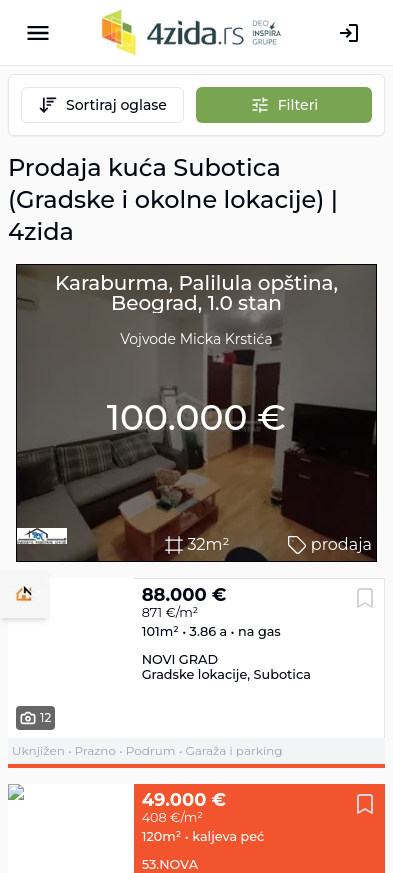 4zida.rs DEO INSPIRA GRUPE
Sortiraj oglase
Filteri
Prodaja kuća Subotica
(Gradske i okolne lokacije) |
4zida
Karaburma, Palilula opština,
Beograd, 1.0 stan
Vojvode Micka Krstića
100.000 €
32m²
prodaja
88.000 €
871 €/m²
101m² • 3.86 a • na gas
NOVI GRAD
Gradske lokacije, Subotica
12
Uknjižen • Prazno • Podrum • Garaža i parking
49.000 €
408 €/m²
120m² • kaljeva peć
53.NOVA